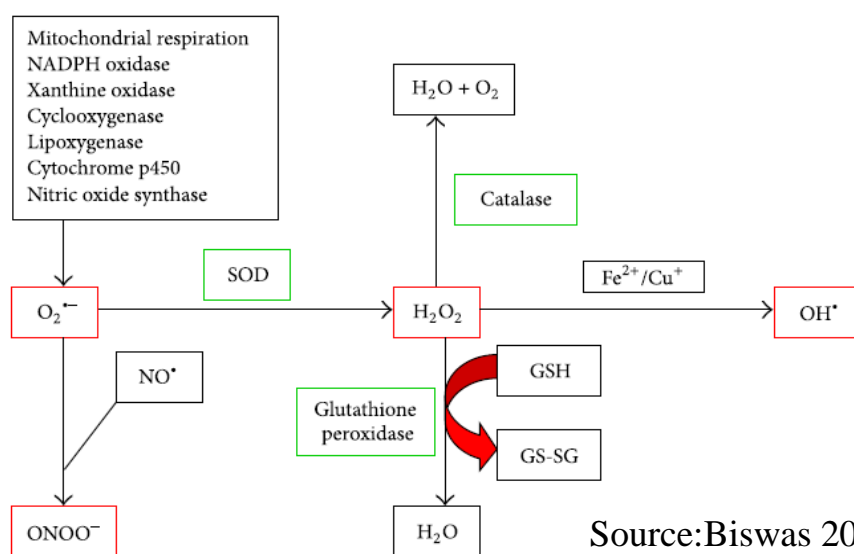 Mitochondrial respiration
NADPH oxidase
Xanthine oxidase
Cyclooxygenase
Lipoxygenase
Cytochrome p450
Nitric oxide synthase
H₂O + O₂
Catalase
SOD
Fe²⁺/Cu⁺
O₂•⁻
H₂O₂
OH•
NO•
GSH
Glutathione
peroxidase
GS-SG
ONOO⁻
H₂O
Source:Biswas 20